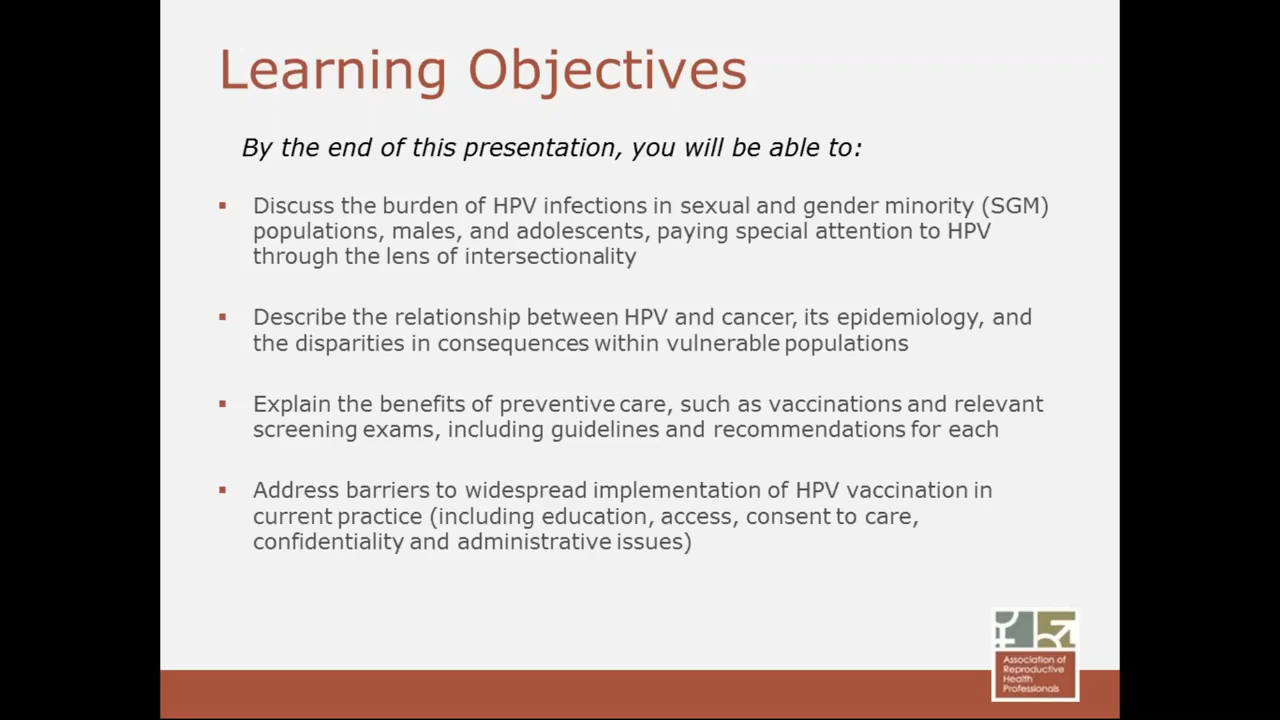 Learning Objectives
By the end of this presentation, you will be able to:
▪ Discuss the burden of HPV infections in sexual and gender minority (SGM)
populations, males, and adolescents, paying special attention to HPV
through the lens of intersectionality
▪ Describe the relationship between HPV and cancer, its epidemiology, and
the disparities in consequences within vulnerable populations
▪ Explain the benefits of preventive care, such as vaccinations and relevant
screening exams, including guidelines and recommendations for each
▪ Address barriers to widespread implementation of HPV vaccination in
current practice (including education, access, consent to care,
confidentiality and administrative issues)
Association of
Reproductive
Health
Professionals